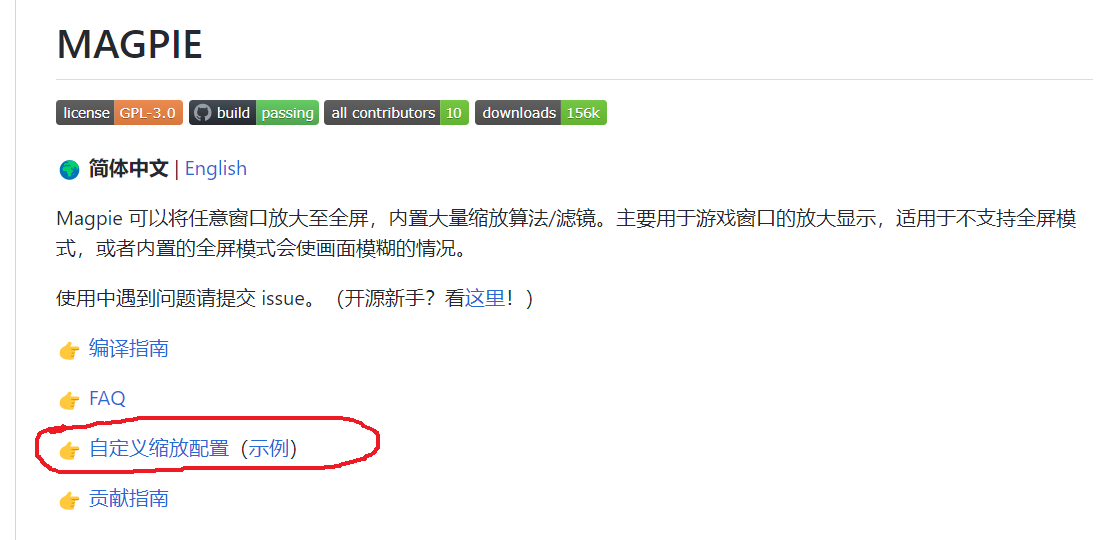 MAGPIE
license GPL-3.0 build passing all contributors 10 downloads 156k
简体中文 | English
Magpie 可以将任意窗口放大至全屏，内置大量缩放算法/滤镜。主要用于游戏窗口的放大显示，适用于不支持全屏模
式，或者内置的全屏模式会使画面模糊的情况。
使用中遇到问题请提交 issue。（开源新手？看这里！）
编译指南
FAQ
自定义缩放配置（示例）
贡献指南